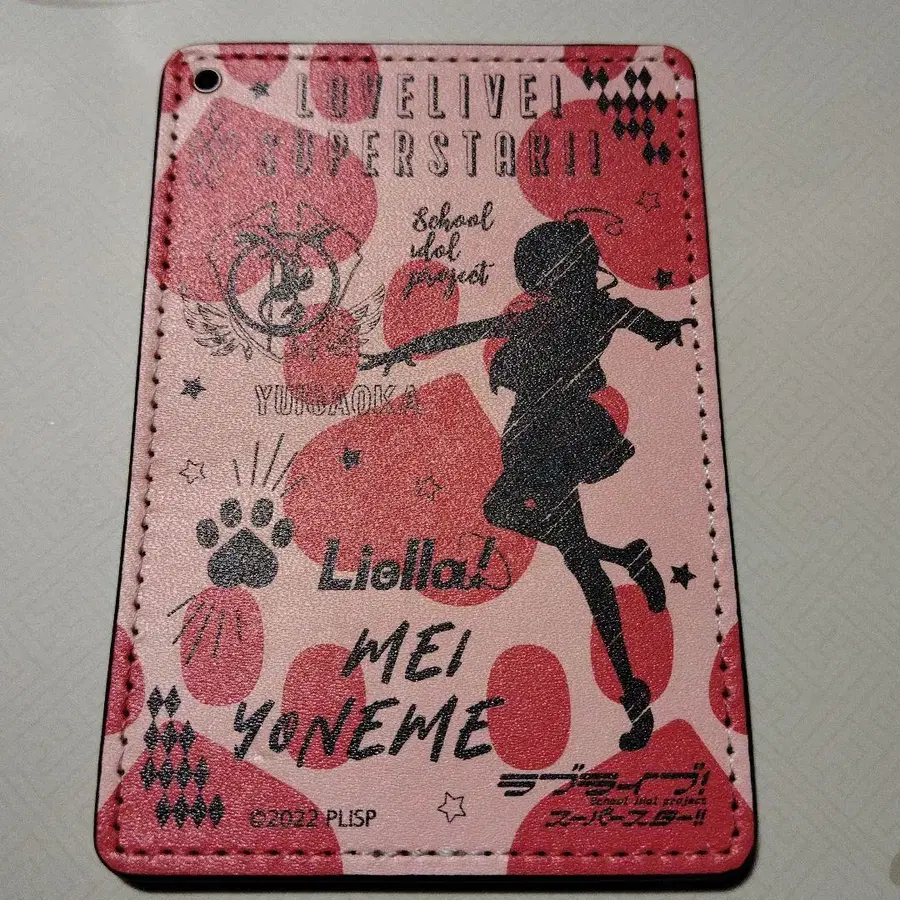 LOVELIVE!
SUPERSTAR!!
School
idol
project
YUIGAOKA
Liella!
MEI
YONEME
ラブライブ!
School idol project
スーパースター!!
©2022 PLISP